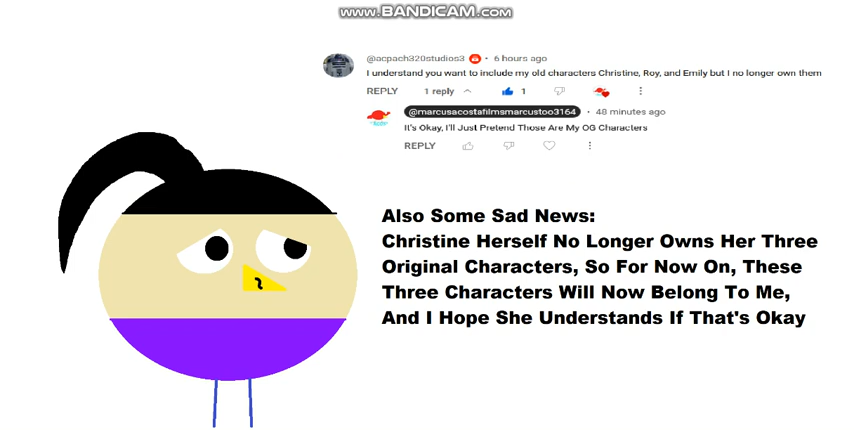 www.BANDICAM.com
@acpach320studios3 · 6 hours ago
I understand you want to include my old characters Christine, Roy, and Emily but I no longer own them
REPLY 1 reply 1
@marcusacostafilmsmarcustoo3164 · 48 minutes ago
It's Okay, I'll Just Pretend Those Are My OG Characters
REPLY
Also Some Sad News:
Christine Herself No Longer Owns Her Three
Original Characters, So For Now On, These
Three Characters Will Now Belong To Me,
And I Hope She Understands If That's Okay